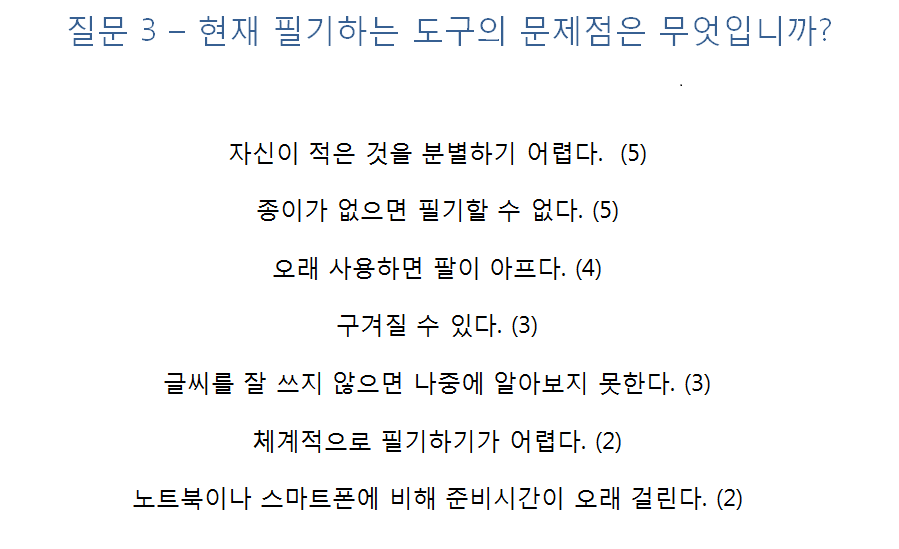 질문 3 – 현재 필기하는 도구의 문제점은 무엇입니까?
.
자신이 적은 것을 분별하기 어렵다. (5)
종이가 없으면 필기할 수 없다. (5)
오래 사용하면 팔이 아프다. (4)
구겨질 수 있다. (3)
글씨를 잘 쓰지 않으면 나중에 알아보지 못한다. (3)
체계적으로 필기하기가 어렵다. (2)
노트북이나 스마트폰에 비해 준비시간이 오래 걸린다. (2)